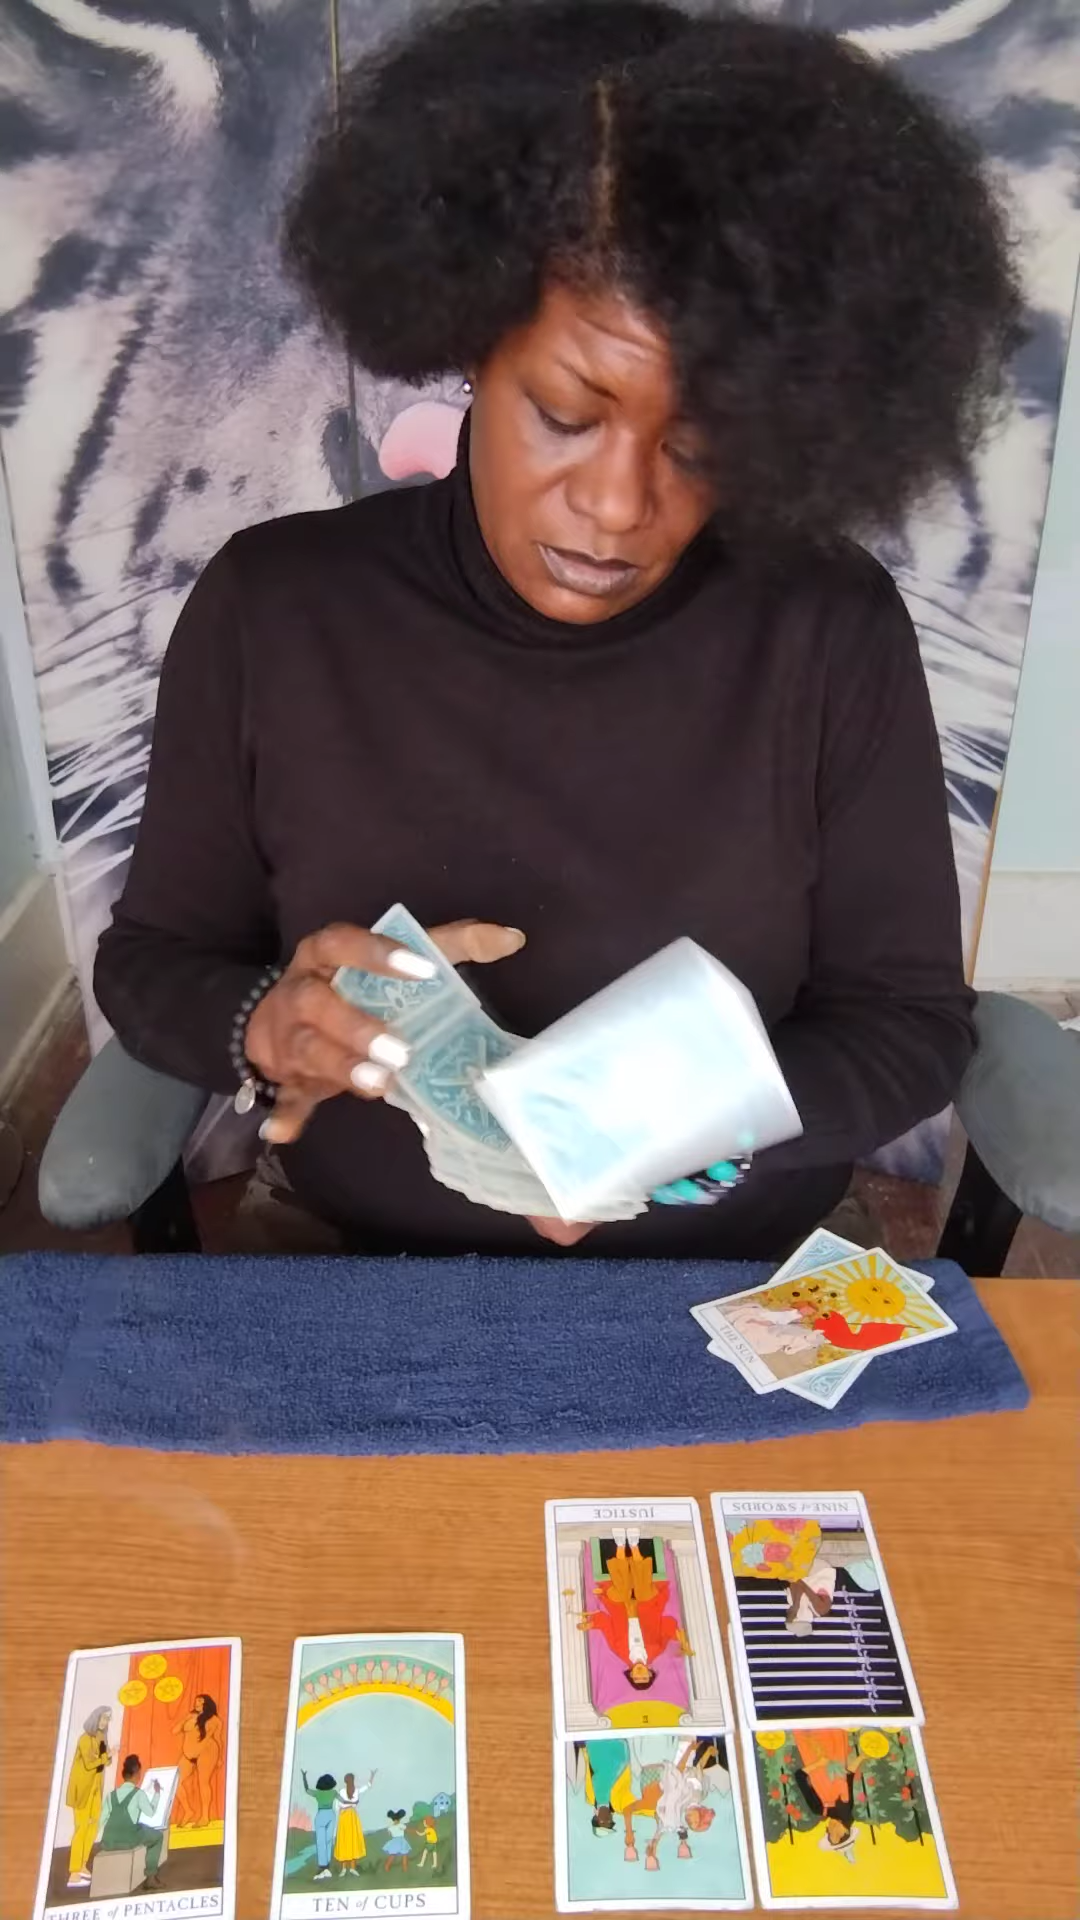 THE SUN
JUSTICE
NINE of SWORDS
THREE of PENTACLES
TEN of CUPS